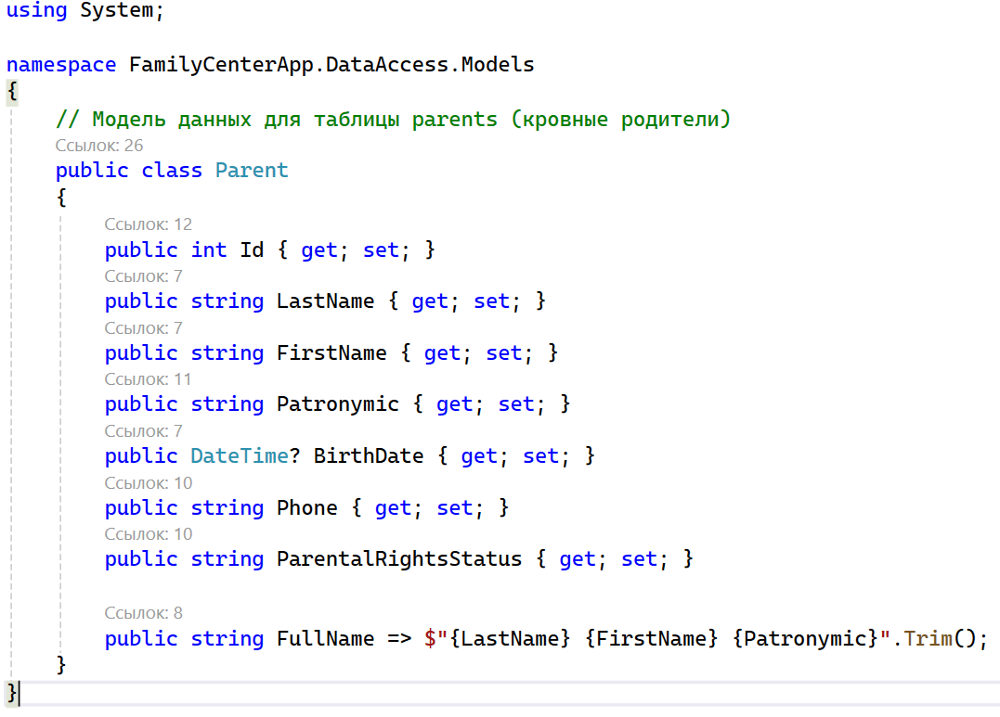 using System;
namespace FamilyCenterApp.DataAccess.Models
{
// Модель данных для таблицы parents (кровные родители)
Ссылок: 26
public class Parent
{
Ссылок: 12
public int Id { get; set; }
Ссылок: 7
public string LastName { get; set; }
Ссылок: 7
public string FirstName { get; set; }
Ссылок: 11
public string Patronymic { get; set; }
Ссылок: 7
public DateTime? BirthDate { get; set; }
Ссылок: 10
public string Phone { get; set; }
Ссылок: 10
public string ParentalRightsStatus { get; set; }
Ссылок: 8
public string FullName => $"{LastName} {FirstName} {Patronymic}".Trim();
}
}